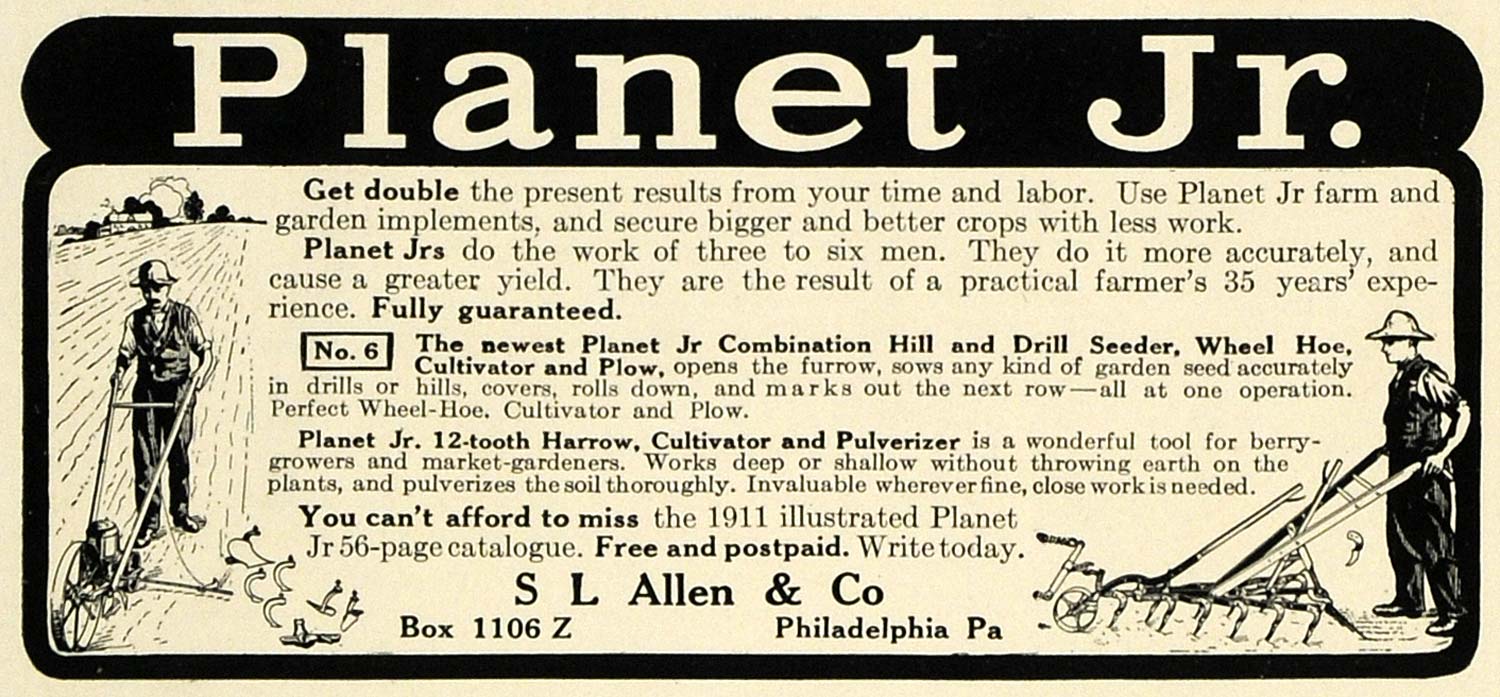 Planet Jr.
Get double the present results from your time and labor. Use Planet Jr farm and
garden implements, and secure bigger and better crops with less work.
Planet Jrs do the work of three to six men. They do it more accurately, and
cause a greater yield. They are the result of a practical farmer's 35 years' expe-
rience. Fully guaranteed.
No. 6 The newest Planet Jr Combination Hill and Drill Seeder, Wheel Hoe,
Cultivator and Plow, opens the furrow, sows any kind of garden seed accurately
in drills or hills, covers, rolls down, and marks out the next row—all at one operation.
Perfect Wheel-Hoe, Cultivator and Plow.
Planet Jr. 12-tooth Harrow, Cultivator and Pulverizer is a wonderful tool for berry-
growers and market-gardeners. Works deep or shallow without throwing earth on the
plants, and pulverizes the soil thoroughly. Invaluable wherever fine, close work is needed.
You can't afford to miss the 1911 illustrated Planet
Jr 56-page catalogue. Free and postpaid. Write today.
S L Allen & Co
Box 1106 Z Philadelphia Pa